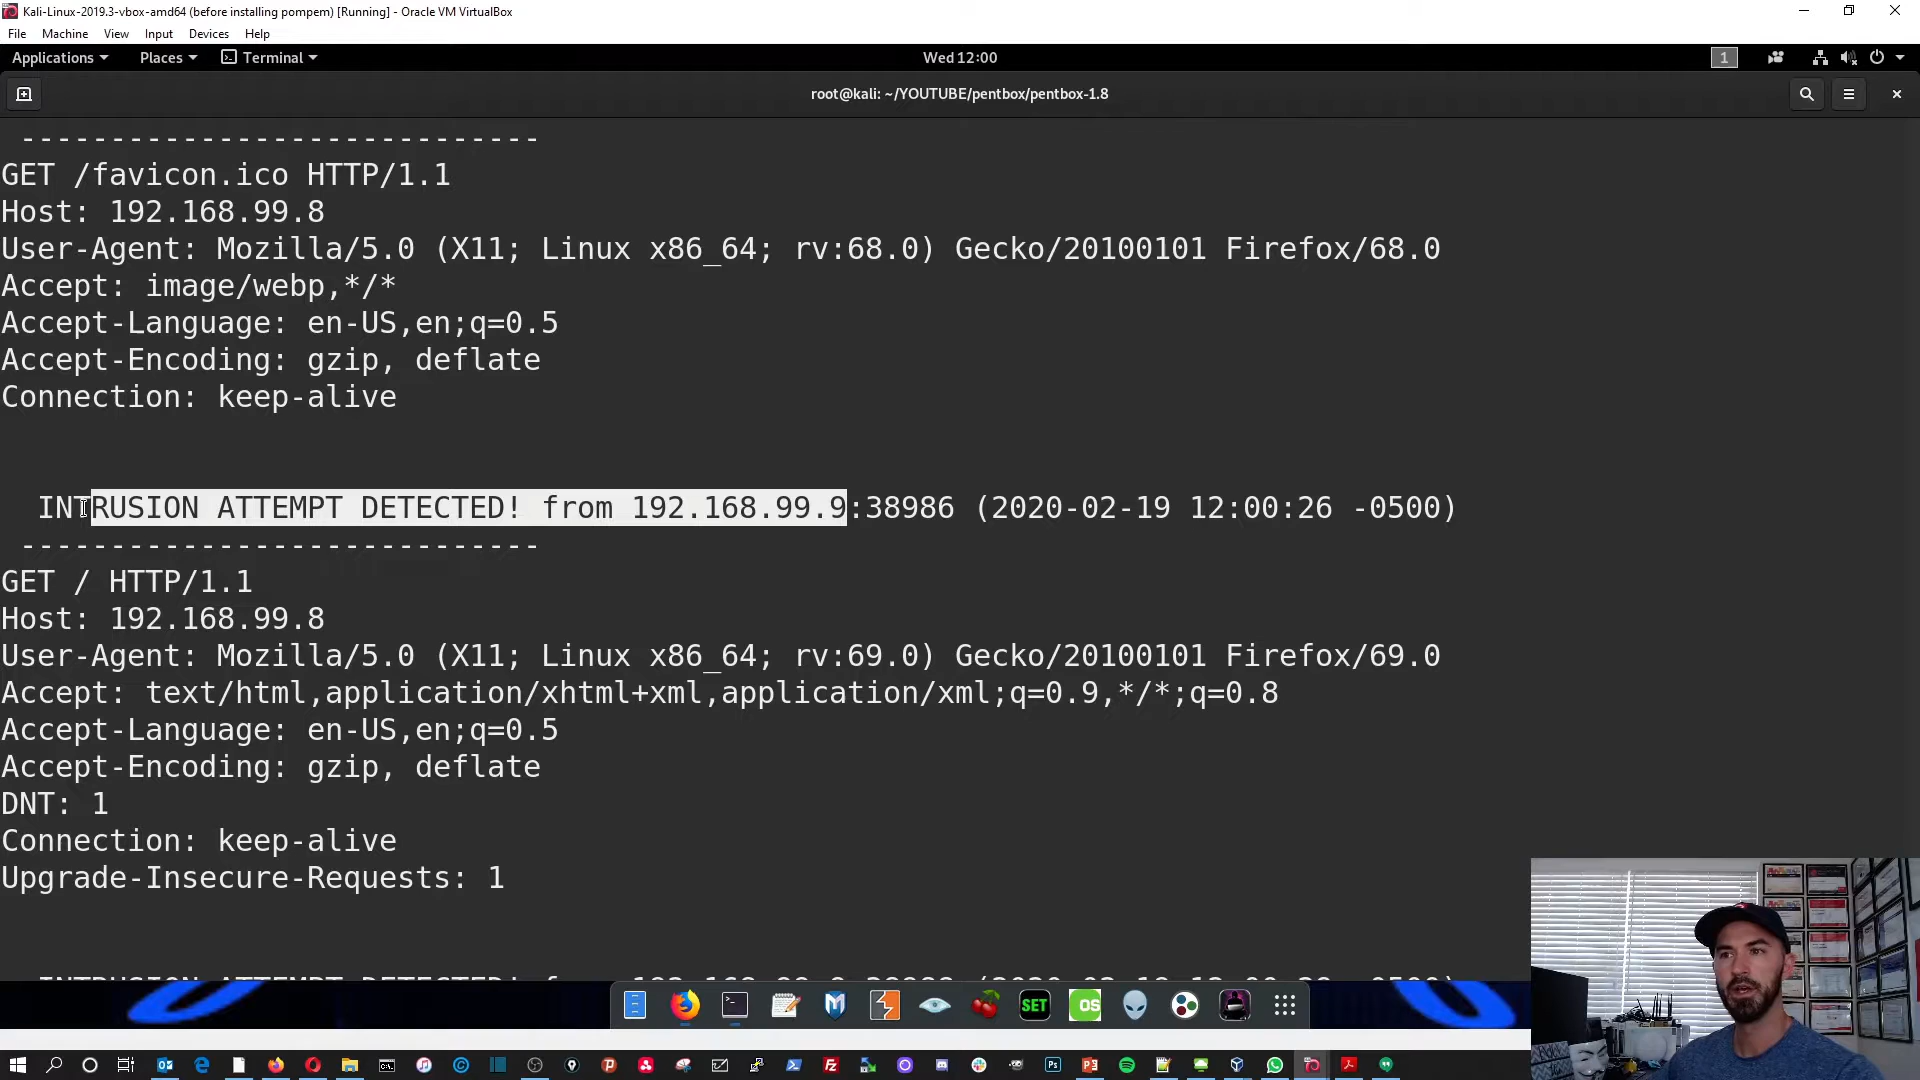 Kali-Linux-2019.3-vbox-amd64 (before installing pompem) [Running] - Oracle VM VirtualBox
File Machine View Input Devices Help
Applications Places Terminal Wed 12:00 1
root@kali: ~/YOUTUBE/pentbox/pentbox-1.8
-----------------------------
GET /favicon.ico HTTP/1.1
Host: 192.168.99.8
User-Agent: Mozilla/5.0 (X11; Linux x86_64; rv:68.0) Gecko/20100101 Firefox/68.0
Accept: image/webp,*/*
Accept-Language: en-US,en;q=0.5
Accept-Encoding: gzip, deflate
Connection: keep-alive
INTRUSION ATTEMPT DETECTED! from 192.168.99.9:38986 (2020-02-19 12:00:26 -0500)
-----------------------------
GET / HTTP/1.1
Host: 192.168.99.8
User-Agent: Mozilla/5.0 (X11; Linux x86_64; rv:69.0) Gecko/20100101 Firefox/69.0
Accept: text/html,application/xhtml+xml,application/xml;q=0.9,*/*;q=0.8
Accept-Language: en-US,en;q=0.5
Accept-Encoding: gzip, deflate
DNT: 1
Connection: keep-alive
Upgrade-Insecure-Requests: 1
INTRUSION ATTEMPT DETECTED! from
SET OS